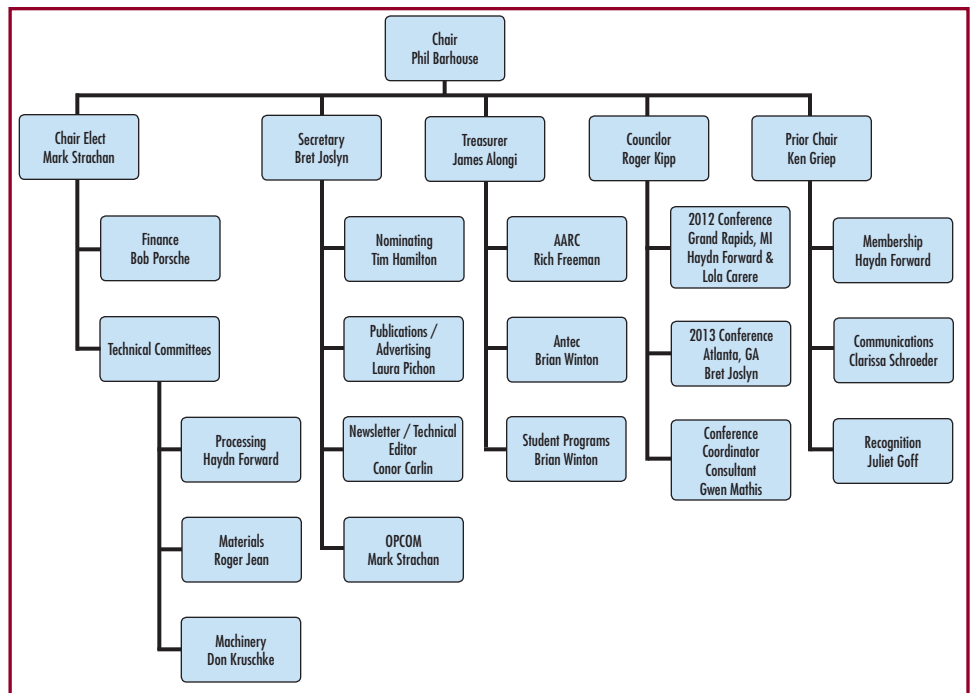 Chair
Phil Barhouse
Chair Elect
Mark Strachan
Secretary
Bret Joslyn
Treasurer
James Alongi
Councilor
Roger Kipp
Prior Chair
Ken Griep
Finance
Bob Porsche
Technical Committees
Processing
Haydn Forward
Materials
Roger Jean
Machinery
Don Kruschke
Nominating
Tim Hamilton
Publications /
Advertising
Laura Pichon
Newsletter / Technical
Editor
Conor Carlin
OPCOM
Mark Strachan
AARC
Rich Freeman
Antec
Brian Winton
Student Programs
Brian Winton
2012 Conference
Grand Rapids, MI
Haydn Forward &
Lola Carere
2013 Conference
Atlanta, GA
Bret Joslyn
Conference
Coordinator
Consultant
Gwen Mathis
Membership
Haydn Forward
Communications
Clarissa Schroeder
Recognition
Juliet Goff